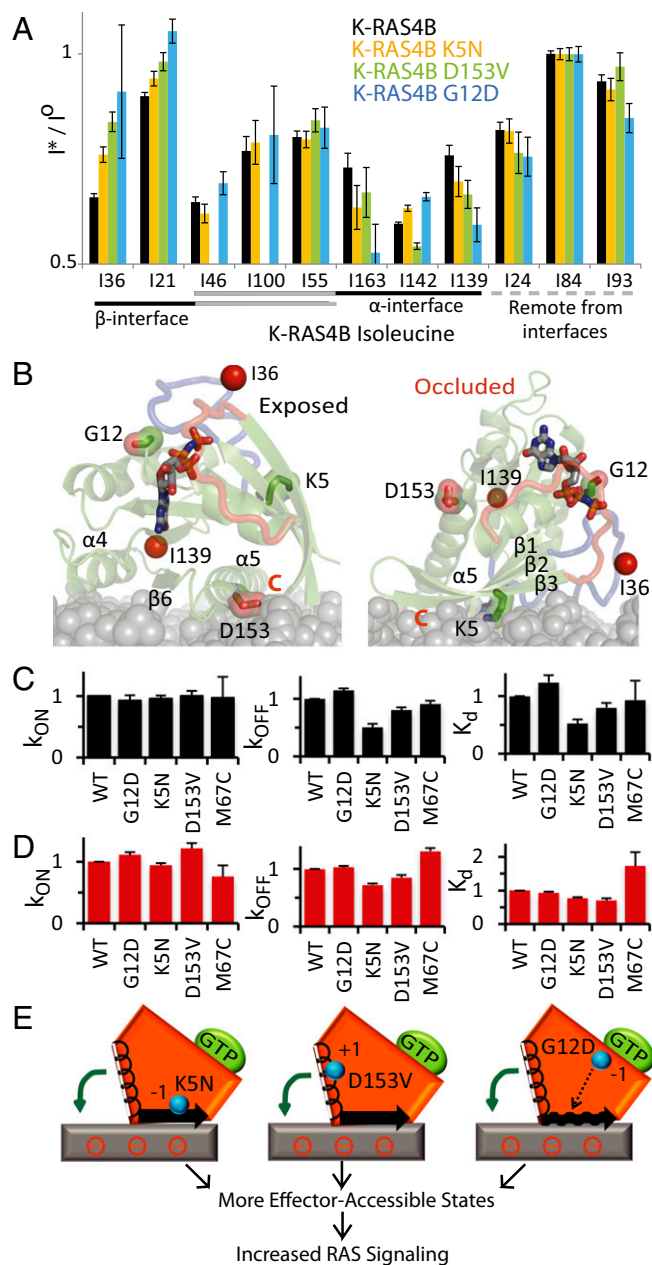 A
K-RAS4B
K-RAS4B K5N
K-RAS4B D153V
K-RAS4B G12D
1
I* / Iº
0.5
I36 I21 I46 I100 I55 I163 I142 I139 I24 I84 I93
β-interface
α-interface
Remote from
interfaces
K-RAS4B Isoleucine
B
I36
Exposed
G12
K5
α4
I139
α5
C
β6
D153
Occluded
I139
G12
D153
β1
β2
β3
α5
I36
C
K5
C
kON
1
0
WT G12D K5N D153V M67C
kOFF
1
0
WT G12D K5N D153V M67C
Kd
1
0
WT G12D K5N D153V M67C
D
kON
1
0
WT G12D K5N D153V M67C
kOFF
1
0
WT G12D K5N D153V M67C
Kd
2
1
0
WT G12D K5N D153V M67C
E
GTP
-1 K5N
GTP
+1
D153V
GTP
G12D
-1
More Effector-Accessible States
Increased RAS Signaling